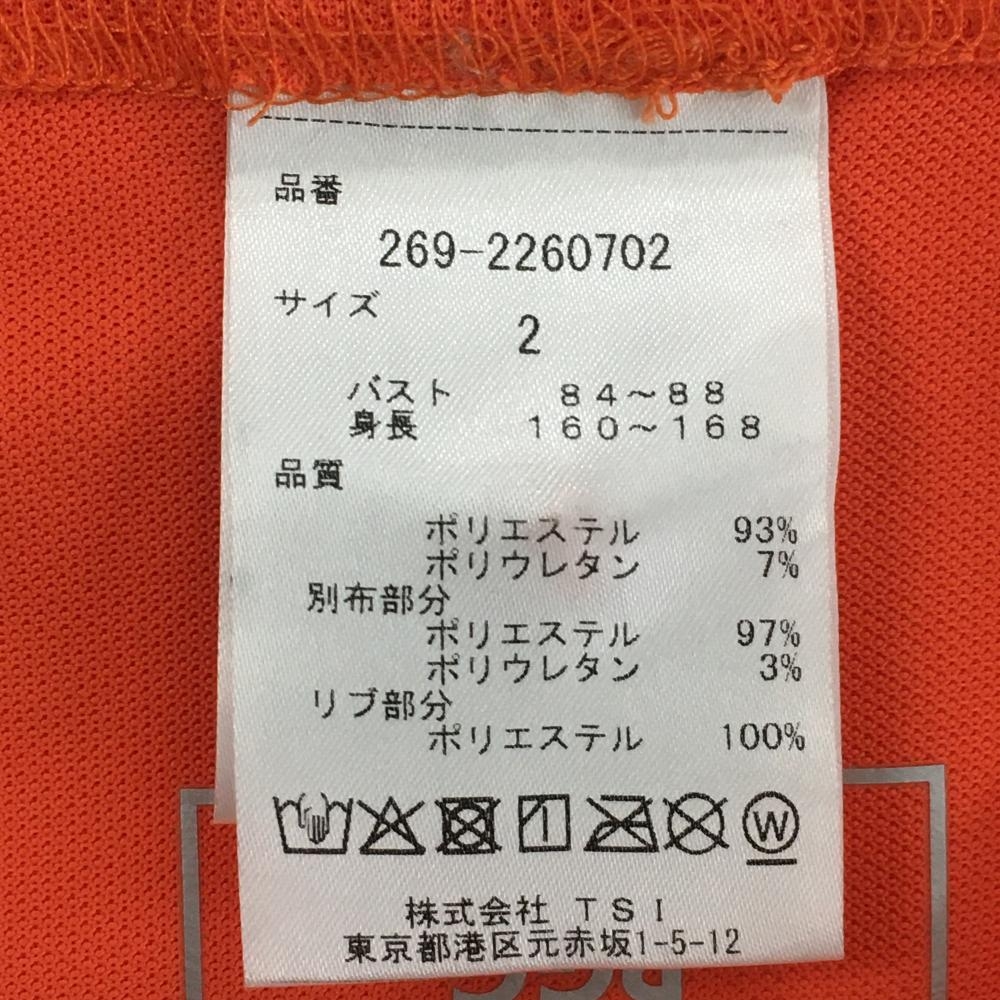 品番
269-2260702
サイズ
2
バスト 84～88
身長 160～168
品質
ポリエステル 93%
ポリウレタン 7%
別布部分
ポリエステル 97%
ポリウレタン 3%
リブ部分
ポリエステル 100%
W
株式会社 TSI
東京都港区元赤坂1-5-12